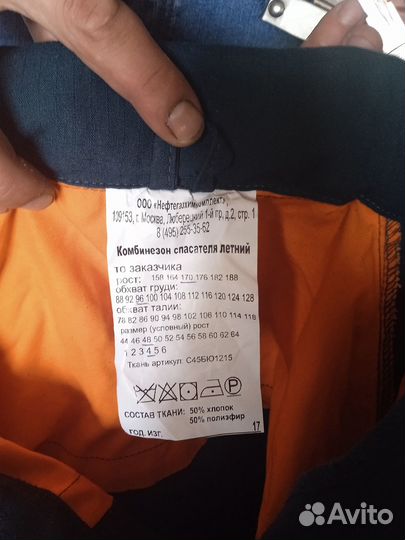 ООО «Нефтегазхимкомплект»,
109153, г. Москва, Люберецкий 1-й пр, д.2, стр. 1
8 (495) 255-35-62
Комбинезон спасателя летний
то заказчика
рост: 158 164 170 176 182 188
обхват груди:
88 92 96 100 104 108 112 116 120 124 128
обхват талии:
78 82 86 90 94 98 102 106 110 114 118
размер (условный) рост
44 46 48 50 52 54 56 58 60 62 64
1 2 3 4 5 6
Ткань артикул: С45БЮ1215
СОСТАВ ТКАНИ: 50% хлопок
50% полиэфир
год. изг. 17
Avito